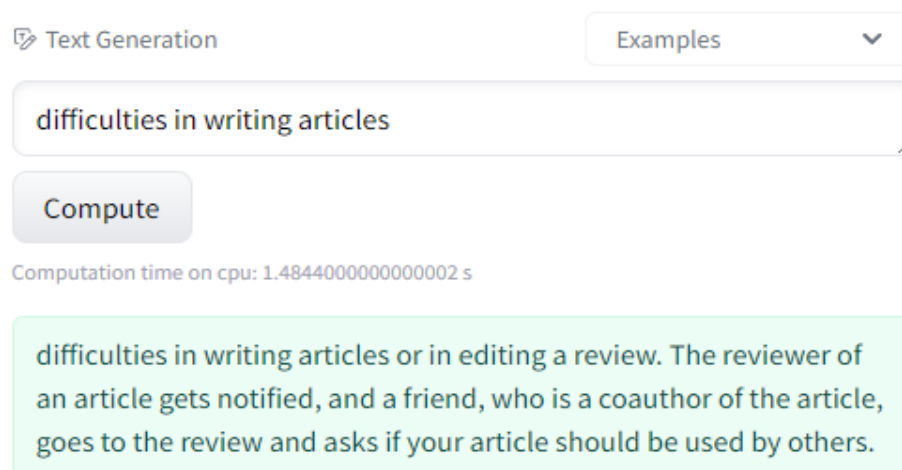 Text Generation
Examples
difficulties in writing articles
Compute
Computation time on cpu: 1.4844000000000002 s
difficulties in writing articles or in editing a review. The reviewer of
an article gets notified, and a friend, who is a coauthor of the article,
goes to the review and asks if your article should be used by others.